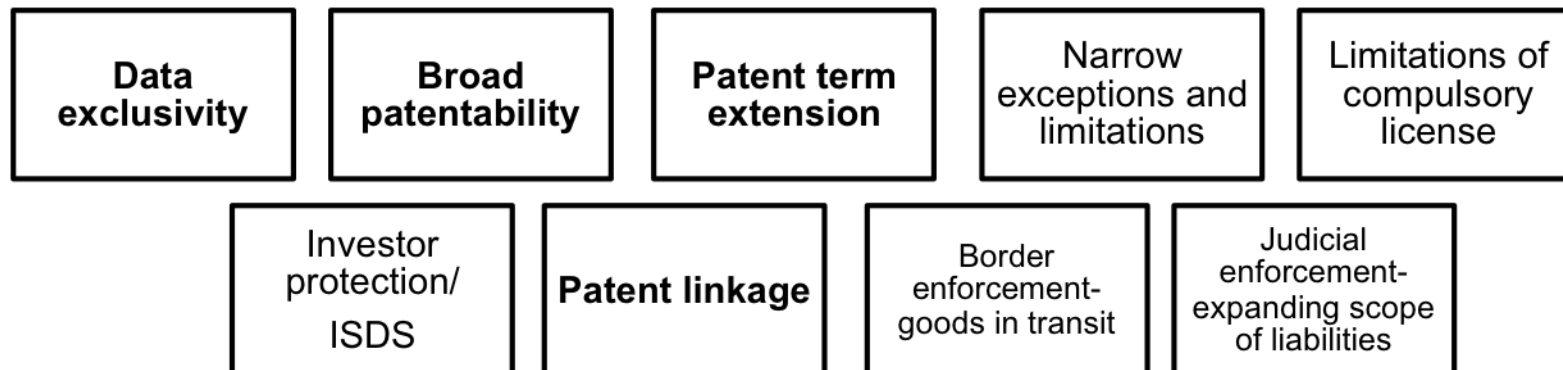 Data
exclusivity
Broad
patentability
Patent term
extension
Narrow
exceptions and
limitations
Limitations of
compulsory
license
Investor
protection/
ISDS
Patent linkage
Border
enforcement-
goods in transit
Judicial
enforcement-
expanding scope
of liabilities